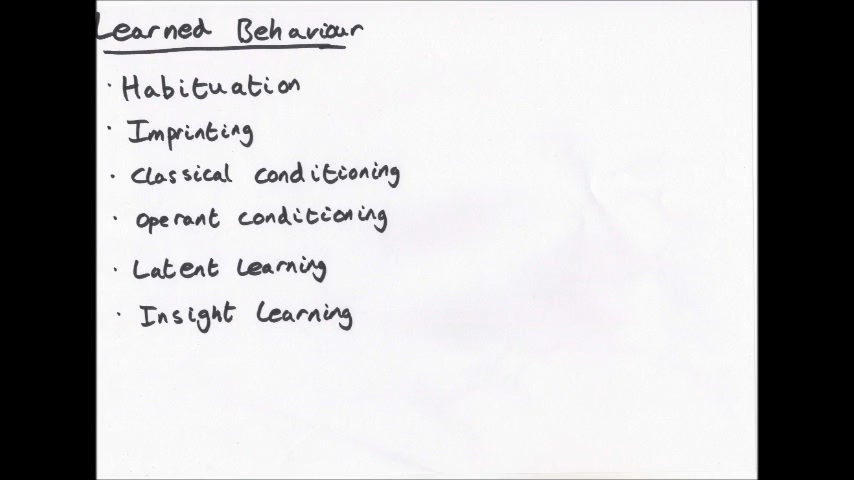 Learned Behaviour
· Habituation
· Imprinting
· Classical conditioning
· Operant conditioning
· Latent Learning
· Insight Learning